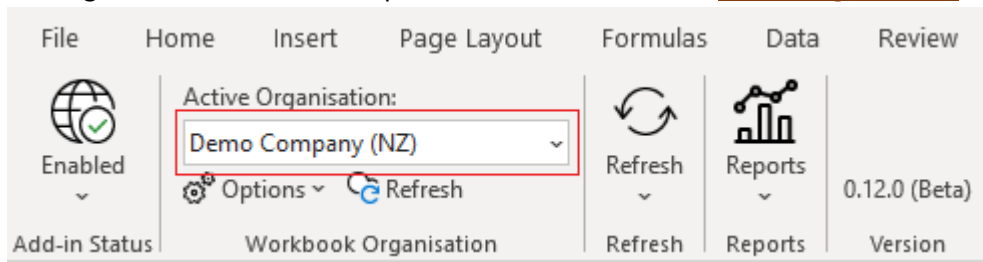 File Home Insert Page Layout Formulas Data Review
Active Organisation:
Demo Company (NZ)
Enabled
Options Refresh
Refresh
Reports
0.12.0 (Beta)
Add-in Status Workbook Organisation Refresh Reports Version